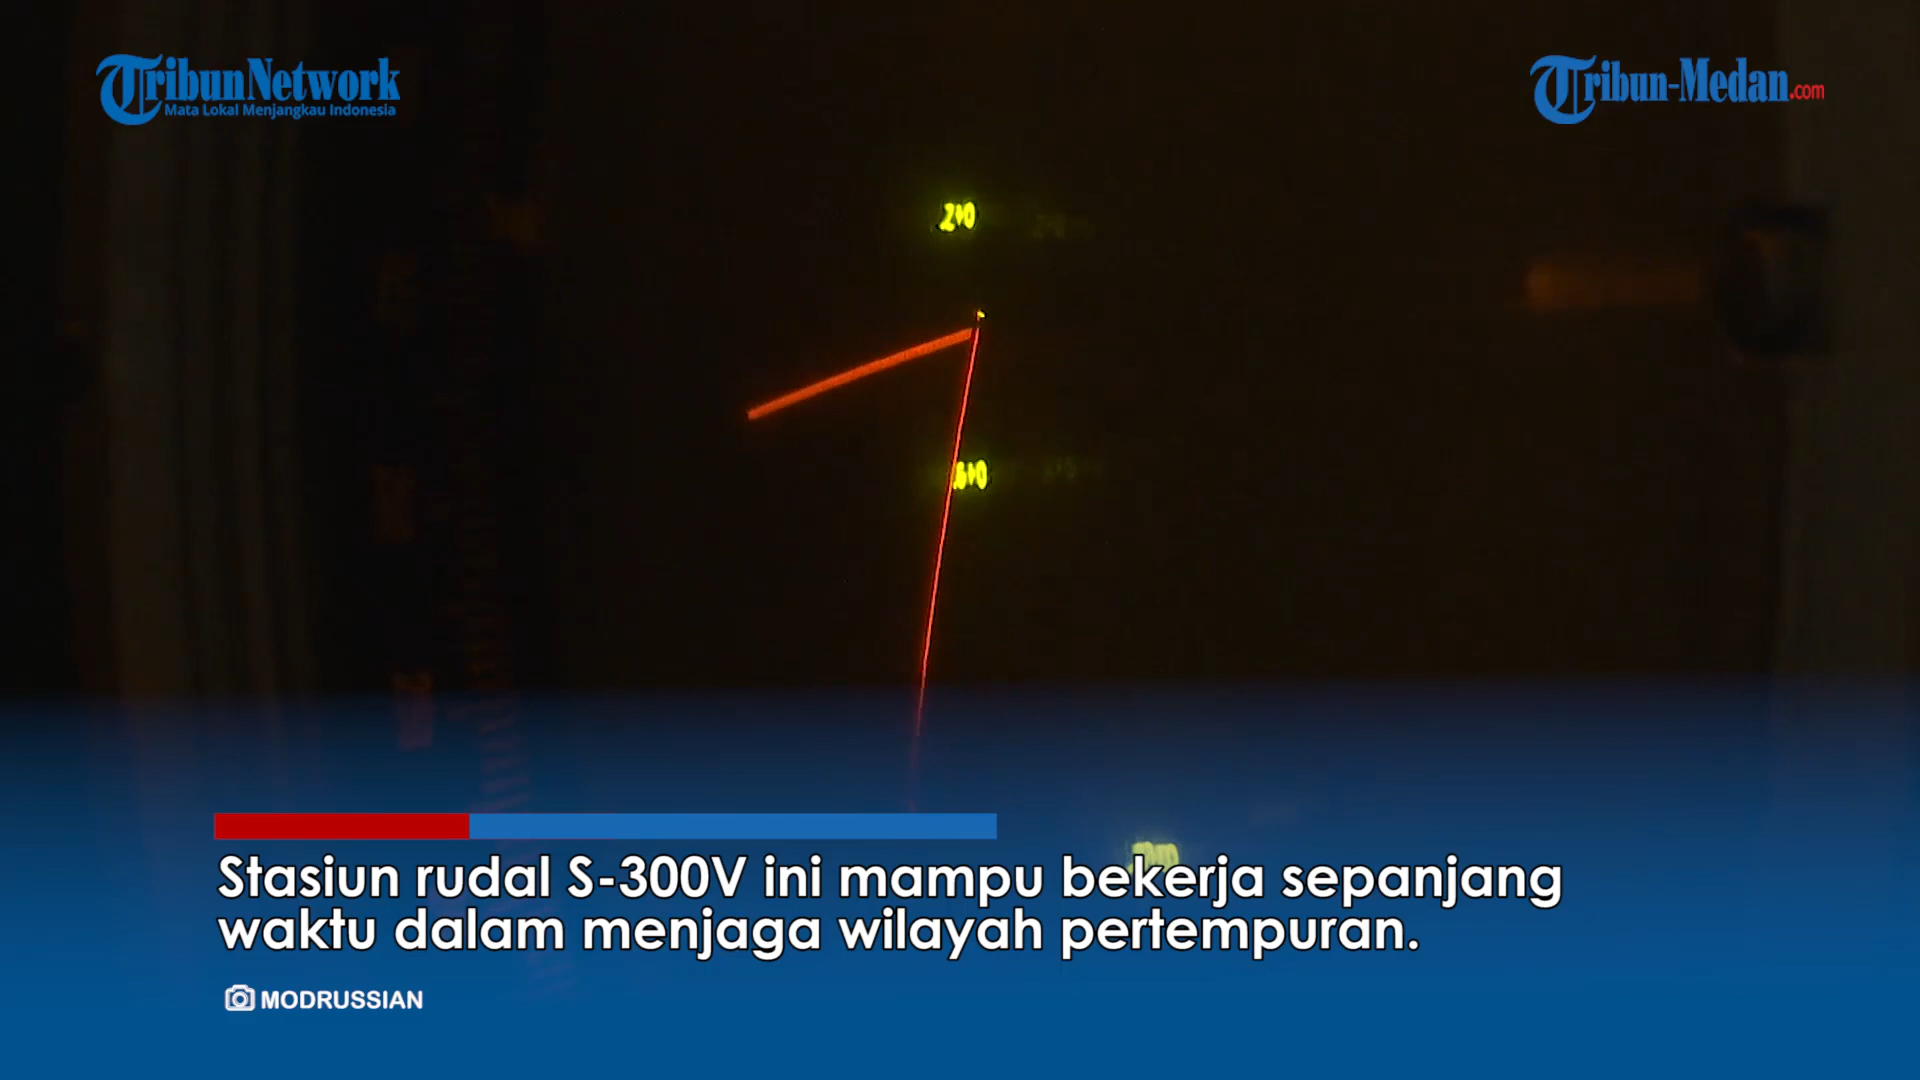 TribunNetwork
Mata Lokal Menjangkau Indonesia
Tribun-Medan.com
Stasiun rudal S-300V ini mampu bekerja sepanjang
waktu dalam menjaga wilayah pertempuran.
MODRUSSIAN